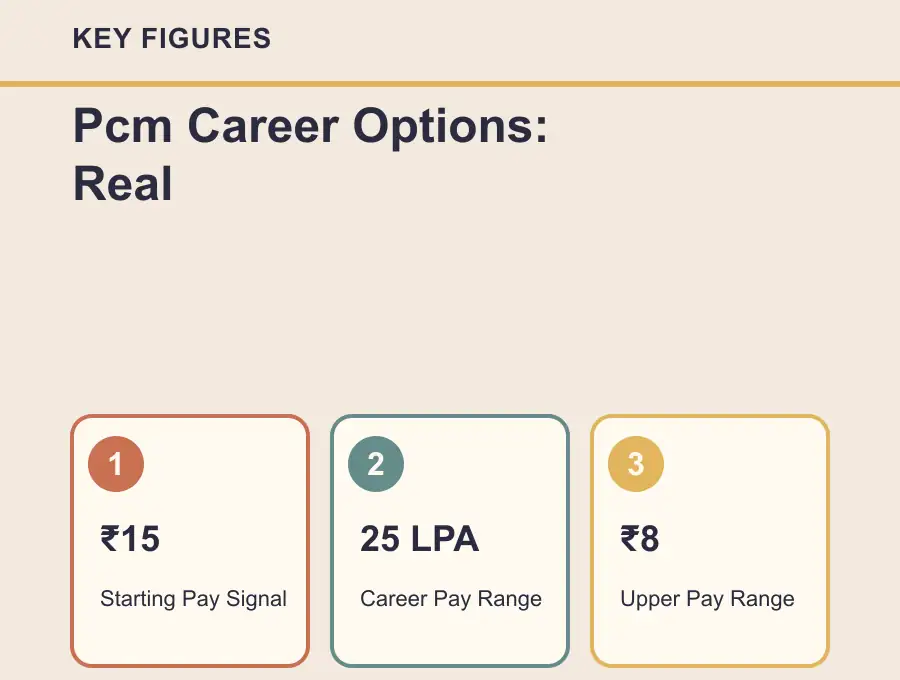 KEY FIGURES
Pcm Career Options:
Real
1
2
3
₹15
25 LPA
₹8
Starting Pay Signal
Career Pay Range
Upper Pay Range